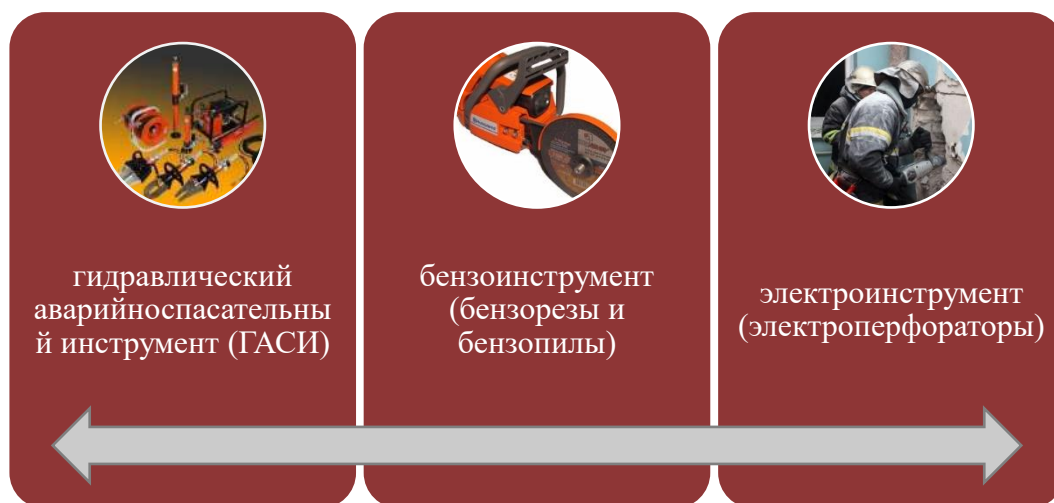 гидравлический
аварийноспасательны
й инструмент (ГАСИ)
бензоинструмент
(бензорезы и
бензопилы)
электроинструмент
(электроперфораторы)